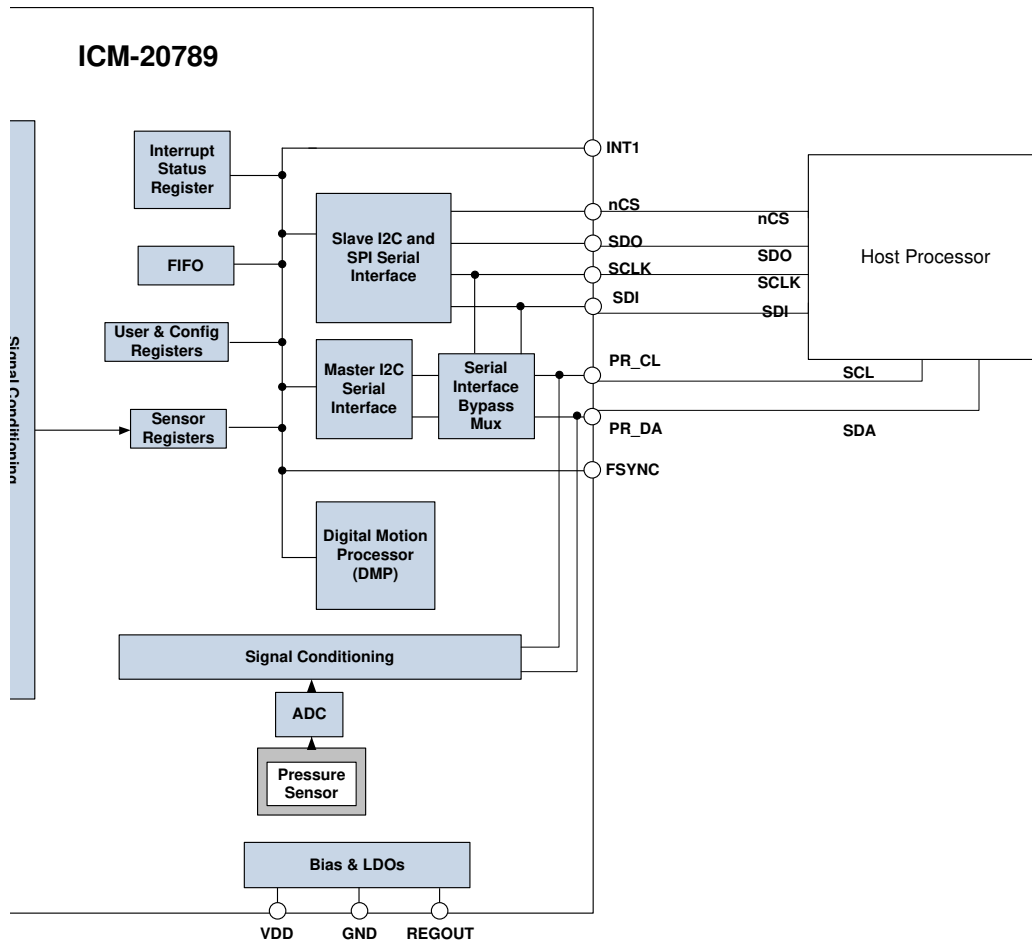 ICM-20789
Interrupt
Status
Register
FIFO
User & Config
Registers
Sensor
Registers
Signal Conditioning
Slave I2C and
SPI Serial
Interface
Master I2C
Serial
Interface
Serial
Interface
Bypass
Mux
Digital Motion
Processor
(DMP)
Signal Conditioning
ADC
Pressure
Sensor
Bias & LDOs
VDD
GND
REGOUT
INT1
nCS
SDO
SCLK
SDI
PR_CL
PR_DA
FSYNC
nCS
SDO
SCLK
SDI
SCL
SDA
Host Processor